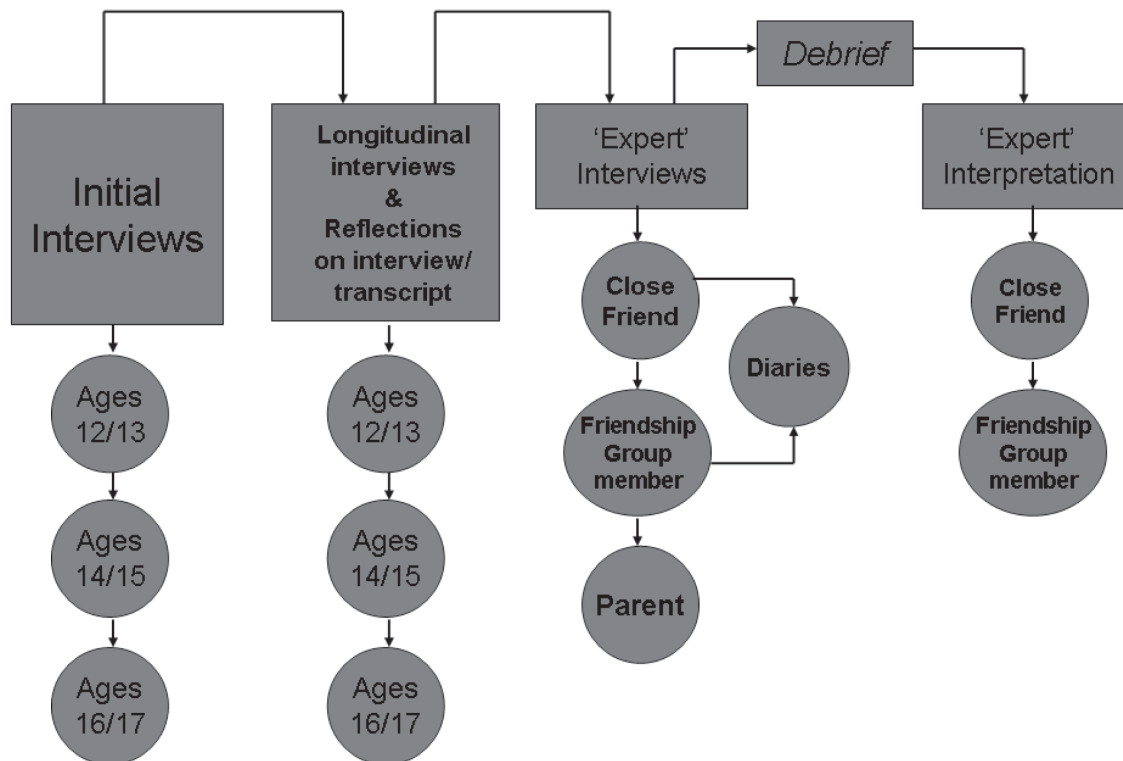 Debrief
Initial
Interviews
Longitudinal
interviews
&
Reflections
on interview/
transcript
‘Expert’
Interviews
‘Expert’
Interpretation
Ages
12/13
Ages
14/15
Ages
16/17
Ages
12/13
Ages
14/15
Ages
16/17
Close
Friend
Diaries
Friendship
Group
member
Parent
Close
Friend
Friendship
Group
member